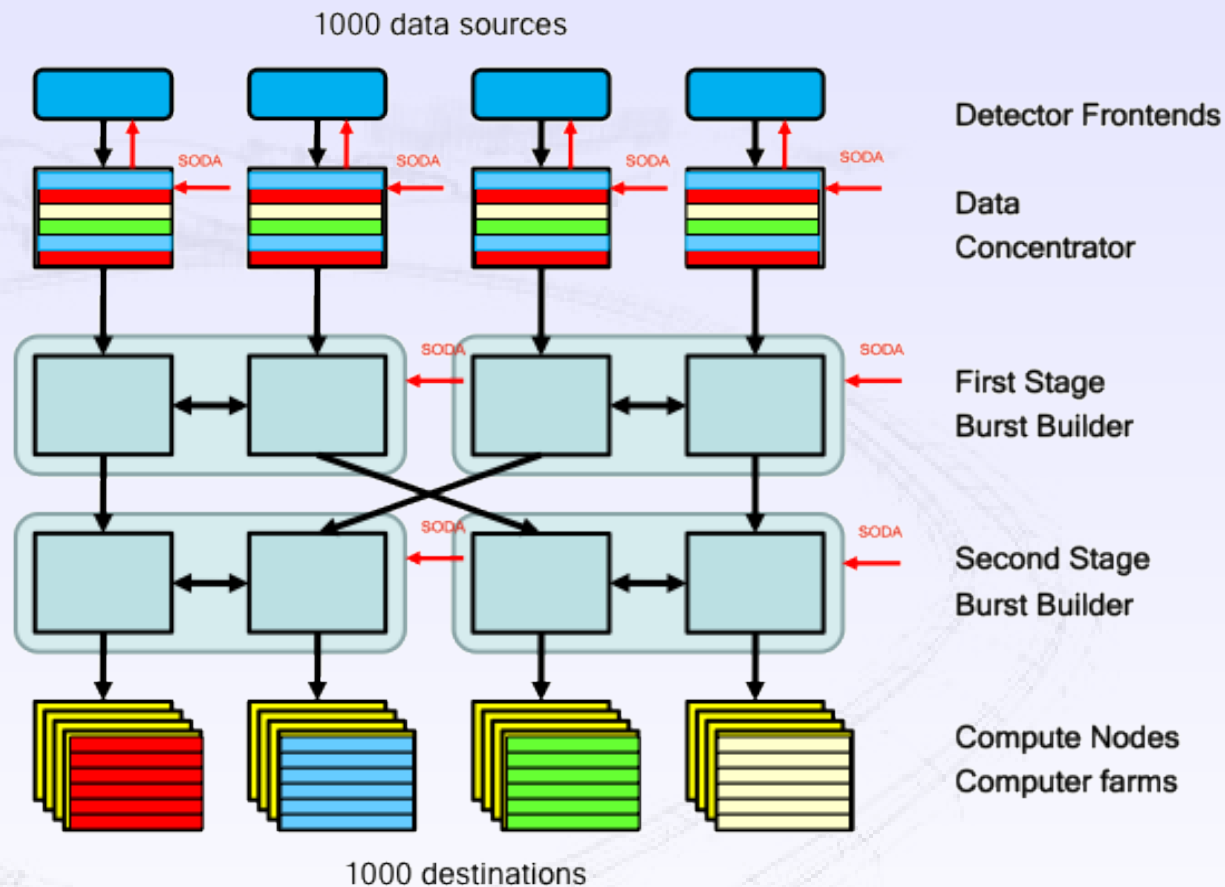 1000 data sources
Detector Frontends
SODA SODA SODA SODA
Data
Concentrator
SODA SODA
First Stage
Burst Builder
SODA SODA
Second Stage
Burst Builder
Compute Nodes
Computer farms
1000 destinations